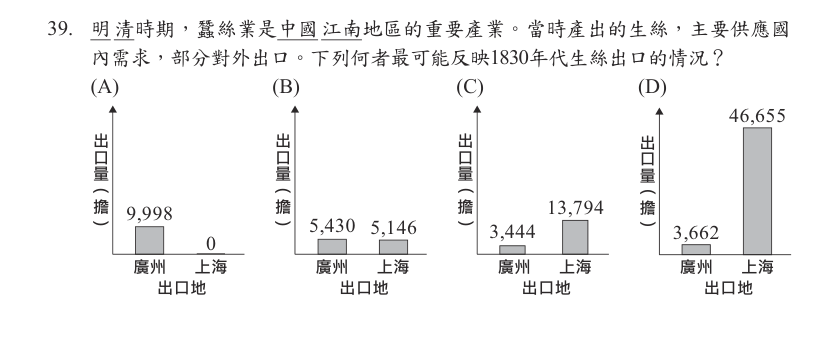 39. 明清時期，蠶絲業是中國江南地區的重要產業。當時產出的生絲，主要供應國
內需求，部分對外出口。下列何者最可能反映1830年代生絲出口的情況？
(A)
出口量(擔)
9,998
0
廣州
上海
出口地
(B)
出口量(擔)
5,430
5,146
廣州
上海
出口地
(C)
出口量(擔)
3,444
13,794
廣州
上海
出口地
(D)
出口量(擔)
3,662
46,655
廣州
上海
出口地